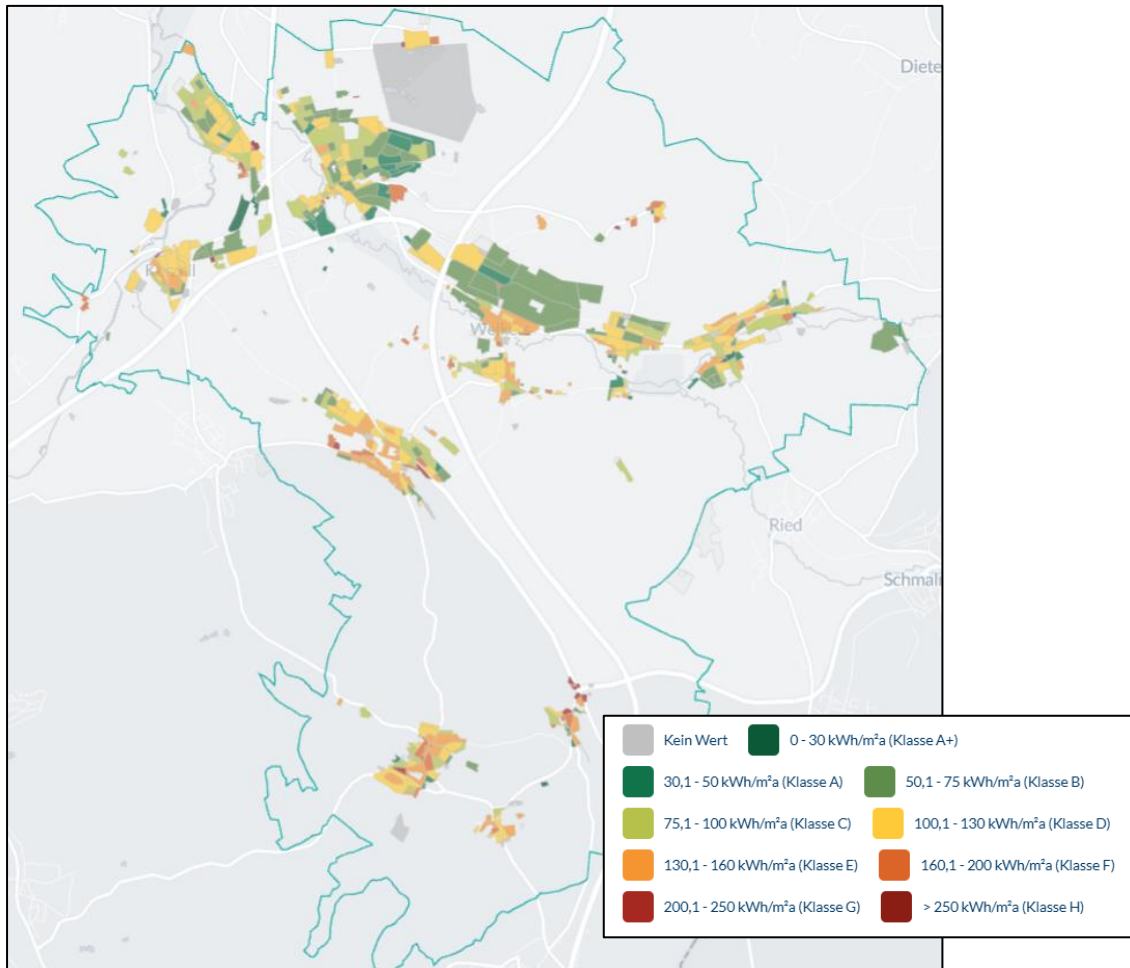 Diete
Ried
Schmalr
Kein Wert
0 - 30 kWh/m²a (Klasse A+)
30,1 - 50 kWh/m²a (Klasse A)
50,1 - 75 kWh/m²a (Klasse B)
75,1 - 100 kWh/m²a (Klasse C)
100,1 - 130 kWh/m²a (Klasse D)
130,1 - 160 kWh/m²a (Klasse E)
160,1 - 200 kWh/m²a (Klasse F)
200,1 - 250 kWh/m²a (Klasse G)
> 250 kWh/m²a (Klasse H)